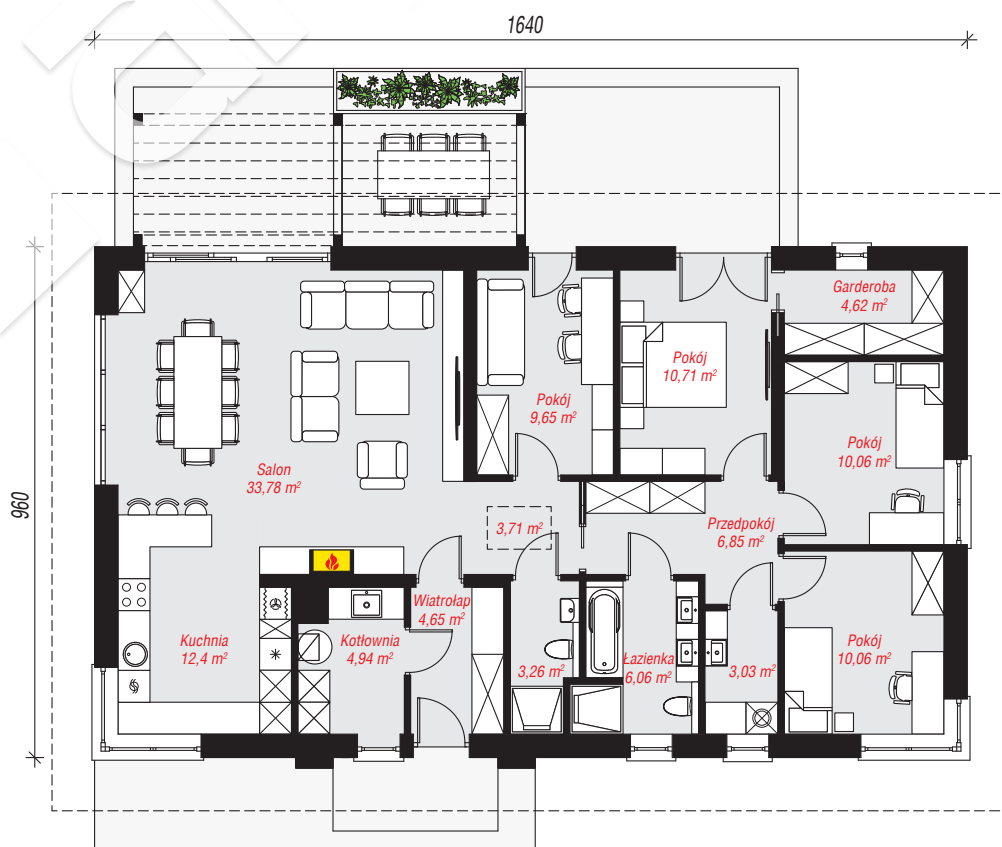 1640
960
Garderoba
4,62 m²
Pokój
10,71 m²
Pokój
9,65 m²
Pokój
10,06 m²
Salon
33,78 m²
3,71 m²
Przedpokój
6,85 m²
Wiatrołap
4,65 m²
Kuchnia
12,4 m²
Kotłownia
4,94 m²
3,26 m²
Łazienka
6,06 m²
3,03 m²
Pokój
10,06 m²